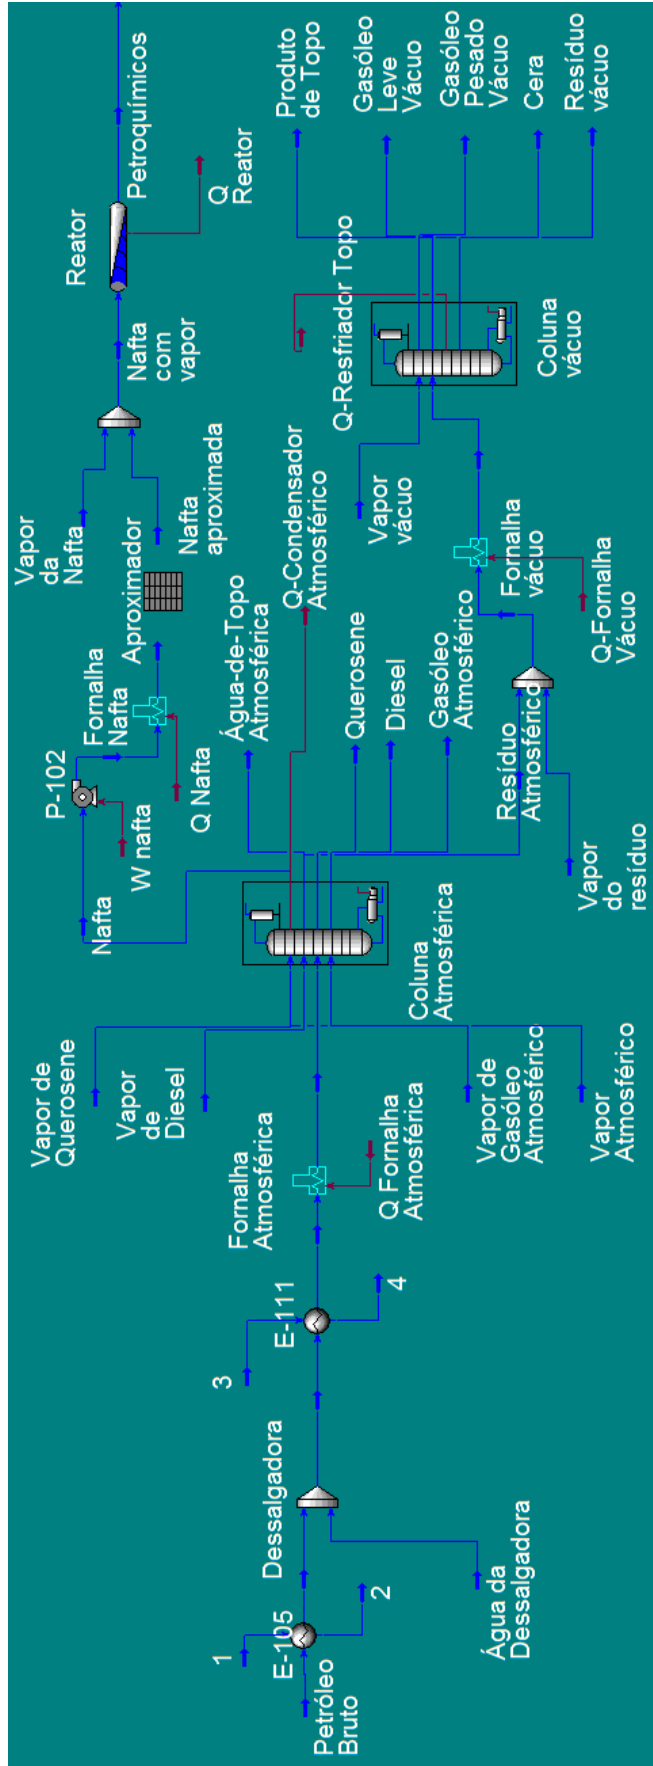 Petróleo
Bruto
1
E-105
2
Dessalgadora
Água da
Dessalgadora
3
E-111
4
Fornalha
Atmosférica
Q Fornalha
Atmosférica
Vapor de
Querosene
Vapor
de
Diesel
Coluna
Atmosférica
Vapor de
Gasóleo
Atmosférico
Vapor
Atmosférico
Nafta
P-102
W nafta
Fornalha
Nafta
Q Nafta
Aproximador
Nafta
aproximada
Vapor
da
Nafta
Nafta
com
vapor
Reator
Q
Reator
Petroquímicos
Água-de-Topo
Atmosférica
Q-Condensador
Atmosférico
Querosene
Diesel
Gasóleo
Atmosférico
Resíduo
Atmosférico
Vapor
do
resíduo
Fornalha
vácuo
Q-Fornalha
Vácuo
Vapor
vácuo
Q-Resfriador Topo
Coluna
vácuo
Produto
de Topo
Gasóleo
Leve
Vácuo
Gasóleo
Pesado
Vácuo
Cera
Resíduo
vácuo